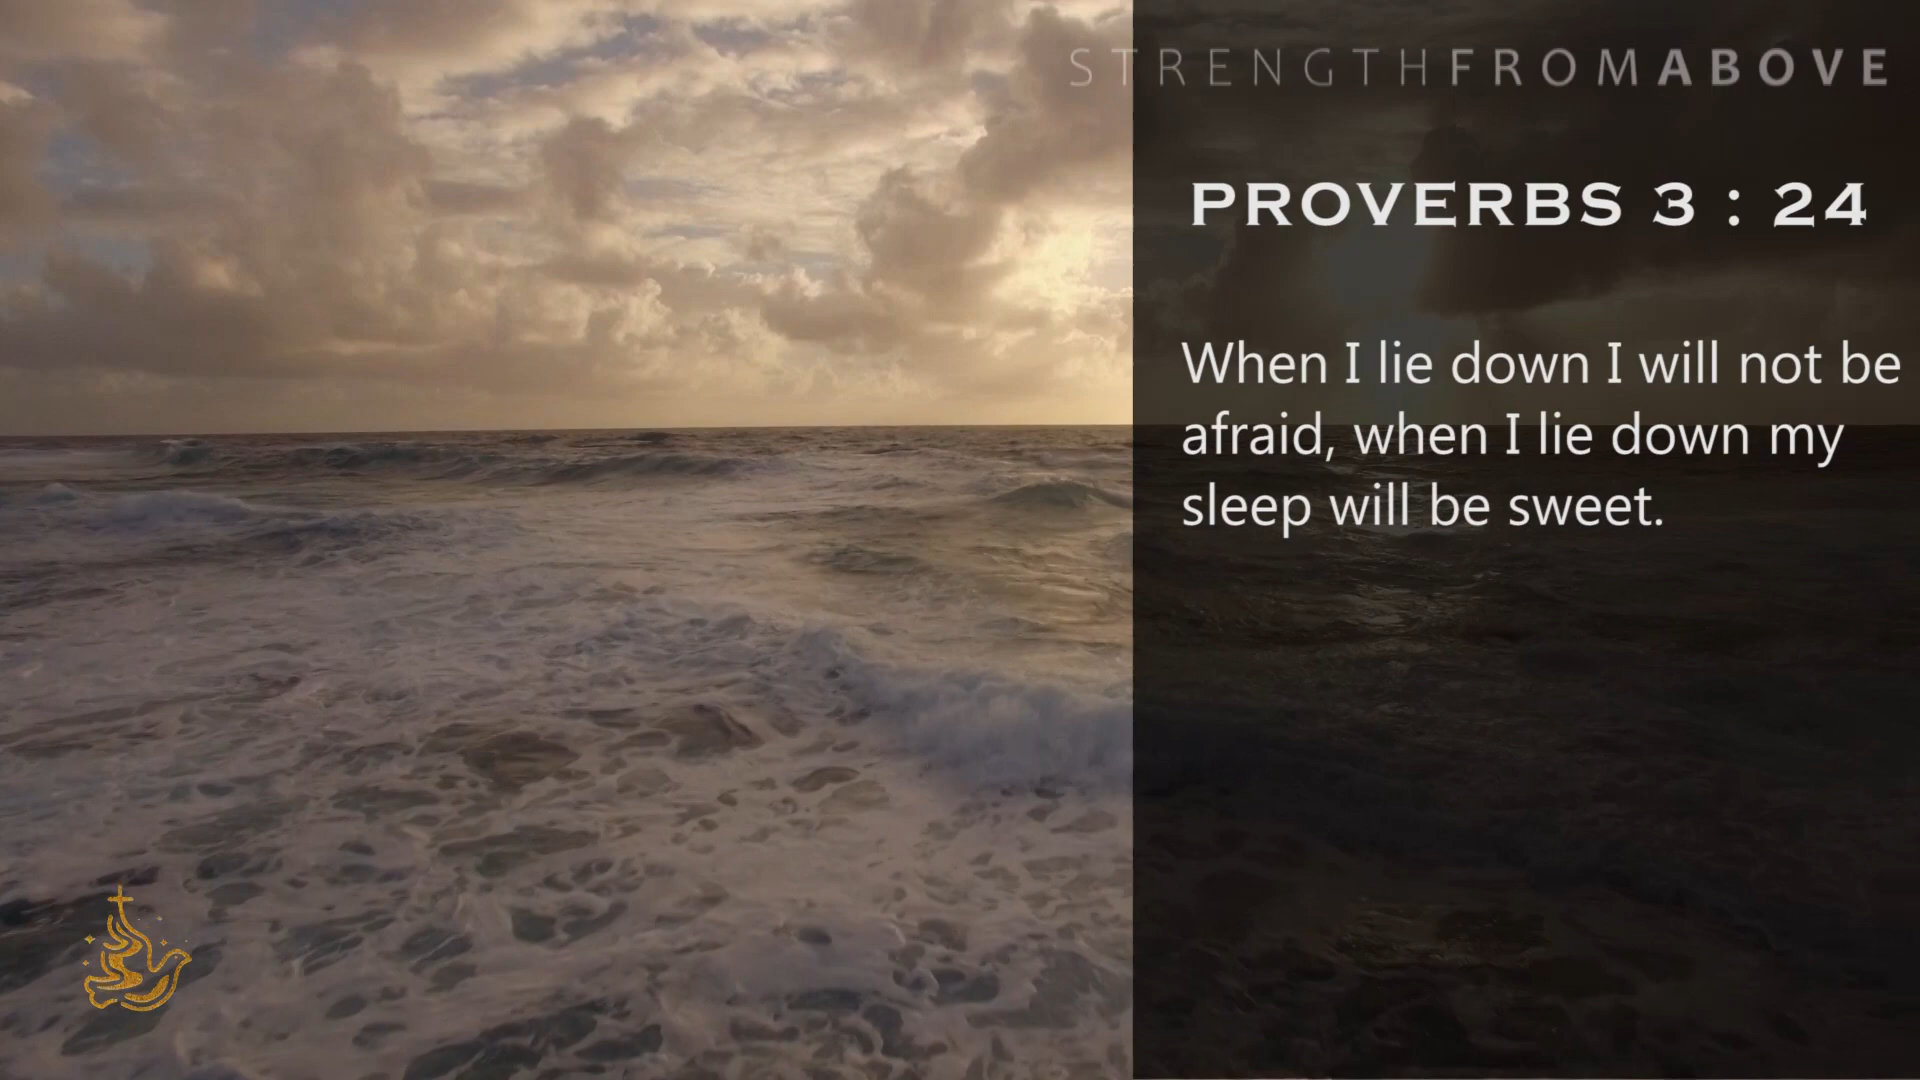 STRENGTHFROMABOVE
PROVERBS 3 : 24
When I lie down I will not be
afraid, when I lie down my
sleep will be sweet.